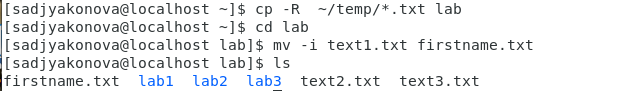 [sadjyakonova@localhost ~]$ cp -R  ~/temp/*.txt lab
[sadjyakonova@localhost ~]$ cd lab
[sadjyakonova@localhost lab]$ mv -i text1.txt firstname.txt
[sadjyakonova@localhost lab]$ ls
firstname.txt  lab1  lab2  lab3  text2.txt  text3.txt